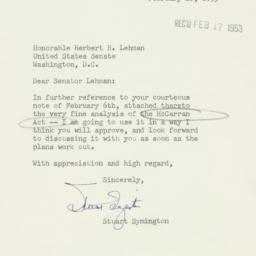 REC'D FEB 17 1953
Honorable Herbert H. Lehman
United States Senate
Washington, D.C.
Dear Senator Lehman:
In further reference to your courteous
note of February 6th, attached thereto
the very fine analysis of the McCarran
Act -- I am going to use it in a way I
think you will approve, and look forward
to discussing it with you as soon as the
plans work out.
With appreciation and high regard,
Sincerely,
Stuart Symington